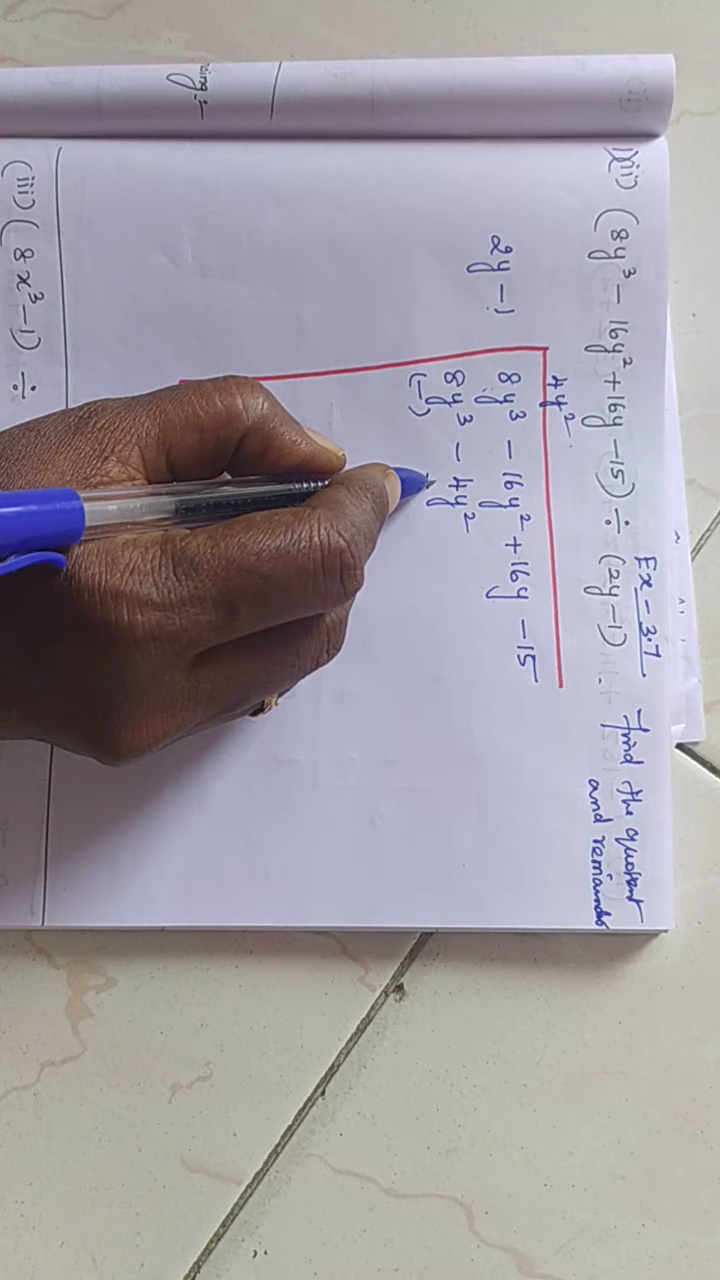 Ex - 3.7 find the quotient
and remainder
(ii) (8y³ - 16y² + 16y - 15) ÷ (2y - 1).
4y²
2y - 1 8y³ - 16y² + 16y - 15
8y³ - 4y²
(-)
(iii) (8x³ - 1) ÷